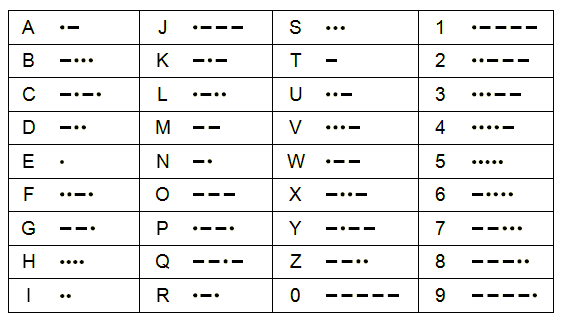 A •– J •––– S ••• 1 •––––
B –••• K –•– T – 2 ••–––
C –•–• L •–•• U ••– 3 •••––
D –•• M –– V •••– 4 ••••–
E • N –• W •–– 5 •••••
F ••–• O ––– X –••– 6 –••••
G ––• P •––• Y –•–– 7 ––•••
H •••• Q ––•– Z ––•• 8 –––••
I •• R •–• 0 ––––– 9 ––––•